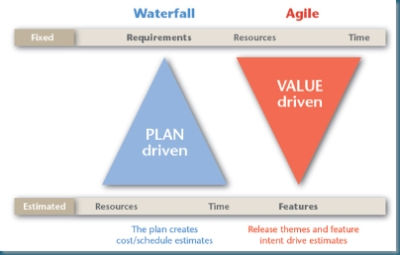 Waterfall Agile
Fixed Requirements Resources Time
PLAN
driven
VALUE
driven
Estimated Resources Time Features
The plan creates
cost/schedule estimates
Release themes and feature
intent drive estimates